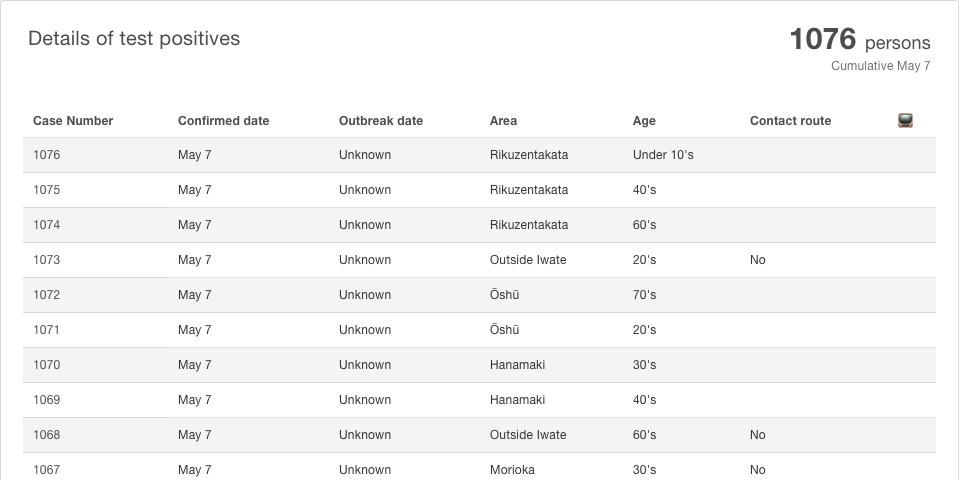 Details of test positives
1076 persons
Cumulative May 7
Case Number Confirmed date Outbreak date Area Age Contact route
1076 May 7 Unknown Rikuzentakata Under 10's
1075 May 7 Unknown Rikuzentakata 40's
1074 May 7 Unknown Rikuzentakata 60's
1073 May 7 Unknown Outside Iwate 20's No
1072 May 7 Unknown Ōshū 70's
1071 May 7 Unknown Ōshū 20's
1070 May 7 Unknown Hanamaki 30's
1069 May 7 Unknown Hanamaki 40's
1068 May 7 Unknown Outside Iwate 60's No
1067 May 7 Unknown Morioka 30's No